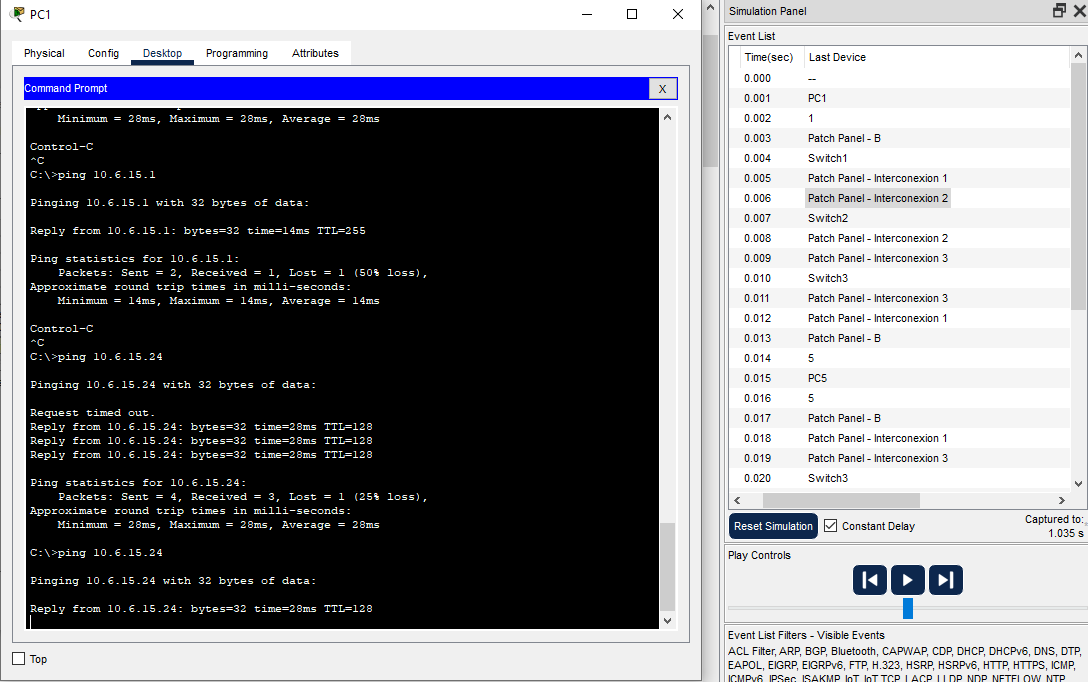 PC1
Physical Config Desktop Programming Attributes
Command Prompt
X
Minimum = 28ms, Maximum = 28ms, Average = 28ms
Control-C
^C
C:\>ping 10.6.15.1
Pinging 10.6.15.1 with 32 bytes of data:
Reply from 10.6.15.1: bytes=32 time=14ms TTL=255
Ping statistics for 10.6.15.1:
Packets: Sent = 2, Received = 1, Lost = 1 (50% loss),
Approximate round trip times in milli-seconds:
Minimum = 14ms, Maximum = 14ms, Average = 14ms
Control-C
^C
C:\>ping 10.6.15.24
Pinging 10.6.15.24 with 32 bytes of data:
Request timed out.
Reply from 10.6.15.24: bytes=32 time=28ms TTL=128
Reply from 10.6.15.24: bytes=32 time=28ms TTL=128
Reply from 10.6.15.24: bytes=32 time=28ms TTL=128
Ping statistics for 10.6.15.24:
Packets: Sent = 4, Received = 3, Lost = 1 (25% loss),
Approximate round trip times in milli-seconds:
Minimum = 28ms, Maximum = 28ms, Average = 28ms
C:\>ping 10.6.15.24
Pinging 10.6.15.24 with 32 bytes of data:
Reply from 10.6.15.24: bytes=32 time=28ms TTL=128
Top
Simulation Panel
Event List
Time(sec) Last Device
0.000 --
0.001 PC1
0.002 1
0.003 Patch Panel - B
0.004 Switch1
0.005 Patch Panel - Interconexion 1
0.006 Patch Panel - Interconexion 2
0.007 Switch2
0.008 Patch Panel - Interconexion 2
0.009 Patch Panel - Interconexion 3
0.010 Switch3
0.011 Patch Panel - Interconexion 3
0.012 Patch Panel - Interconexion 1
0.013 Patch Panel - B
0.014 5
0.015 PC5
0.016 5
0.017 Patch Panel - B
0.018 Patch Panel - Interconexion 1
0.019 Patch Panel - Interconexion 3
0.020 Switch3
Reset Simulation Constant Delay
Captured to:
1.035 s
Play Controls
Event List Filters - Visible Events
ACL Filter, ARP, BGP, Bluetooth, CAPWAP, CDP, DHCP, DHCPv6, DNS, DTP,
EAPOL, EIGRP, EIGRPv6, FTP, H.323, HSRP, HSRPv6, HTTP, HTTPS, ICMP,
ICMPv6, IPSec, ISAKMP, IoT, IoT TCP, LACP, LLDP, NDP, NETFLOW, NTP